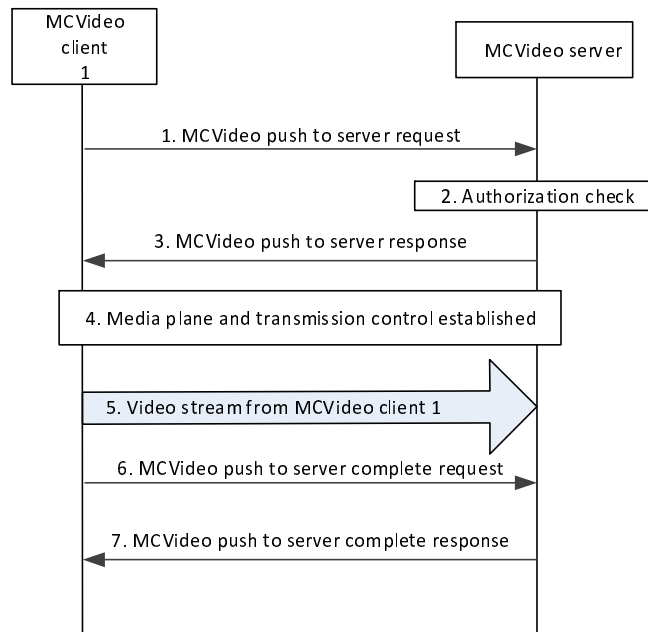 MCVideo
client
1
MCVideo server
1. MCVideo push to server request
2. Authorization check
3. MCVideo push to server response
4. Media plane and transmission control established
5. Video stream from MCVideo client 1
6. MCVideo push to server complete request
7. MCVideo push to server complete response